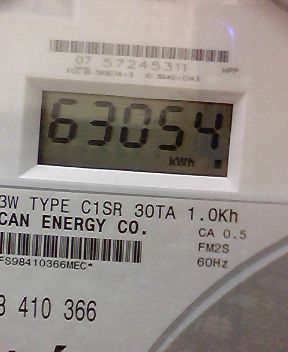 07 57245311
63054
kWh
3W TYPE C1SR 30TA 1.0Kh
CAN ENERGY CO.
CA 0.5
FM2S
FS98410366MEC*
60Hz
410 366